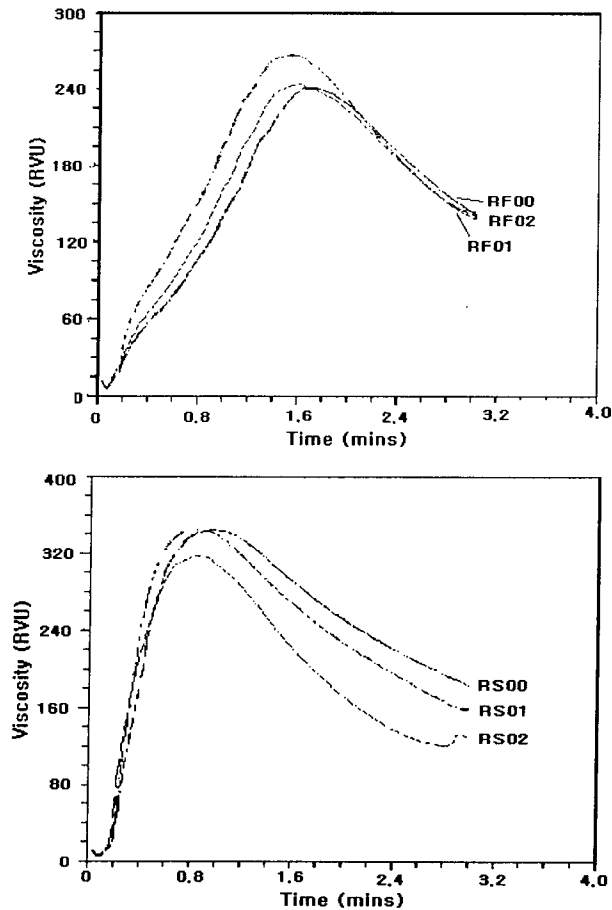 300
240
180
120
60
0
Viscosity (RVU)
RF00
RF02
RF01
0 0.8 1.6 2.4 3.2 4.0
Time (mins)
400
320
240
160
80
0
Viscosity (RVU)
RS00
RS01
RS02
0 0.8 1.6 2.4 3.2 4.0
Time (mins)